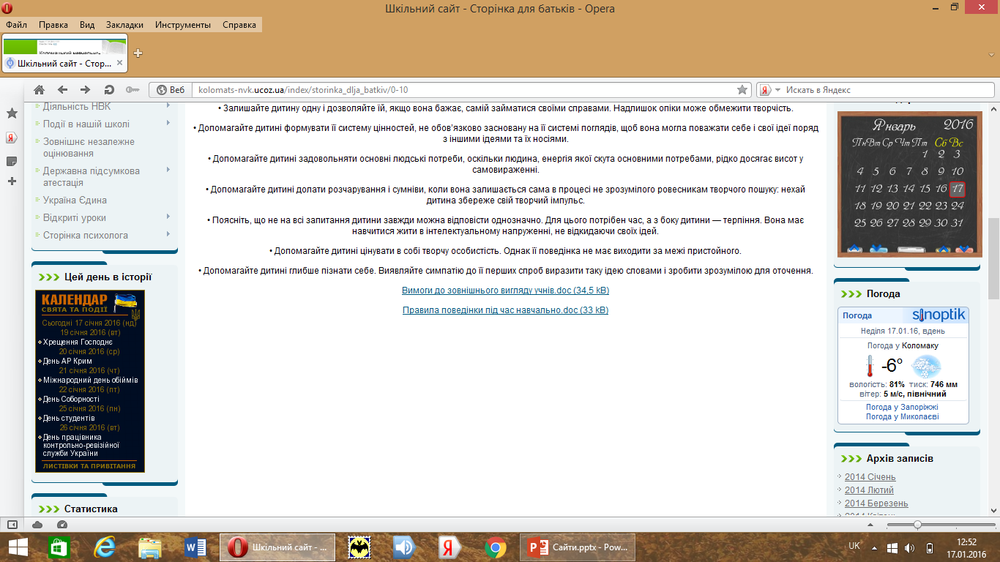 Шкільний сайт - Сторінка для батьків - Opera
Файл Правка Вид Закладки Инструменты Справка
Шкільний сайт - Стор...
Веб kolomats-nvk.ucoz.ua/index/storinka_dlja_batkiv/0-10
Искать в Яндекс
Діяльність НВК
Події в нашій школі
Зовнішнє незалежне
оцінювання
Державна підсумкова
атестація
Україна Єдина
Відкриті уроки
Сторінка психолога
Цей день в історії
КАЛЕНДАР
СВЯТА ТА ПОДІЇ
Сьогодні 17 січня 2016 (нд)
19 січня 2016 (вт)
Хрещення Господнє
20 січня 2016 (ср)
День АР Крим
21 січня 2016 (чт)
Міжнародний день обіймів
22 січня 2016 (пт)
День Соборності
25 січня 2016 (пн)
День студентів
26 січня 2016 (вт)
День працівника
контрольно-ревізійної
служби України
ЛИСТІВКИ ТА ПРИВІТАННЯ
Статистика
• Залишайте дитину одну і дозволяйте їй, якщо вона бажає, самій займатися своїми справами. Надлишок опіки може обмежити творчість.
• Допомагайте дитині формувати її систему цінностей, не обов'язково засновану на її системі поглядів, щоб вона могла поважати себе і свої ідеї поряд
з іншими ідеями та їх носіями.
• Допомагайте дитині задовольняти основні людські потреби, оскільки людина, енергія якої скута основними потребами, рідко досягає висот у
самовираженні.
• Допомагайте дитині долати розчарування і сумніви, коли вона залишається сама в процесі не зрозумілого ровесникам творчого пошуку: нехай
дитина збереже свій творчий імпульс.
• Поясніть, що не на всі запитання дитини завжди можна відповісти однозначно. Для цього потрібен час, а з боку дитини — терпіння. Вона має
навчитися жити в інтелектуальному напруженні, не відкидаючи своїх ідей.
• Допомагайте дитині цінувати в собі творчу особистість. Однак її поведінка не має виходити за межі пристойного.
• Допомагайте дитині глибше пізнати себе. Виявляйте симпатію до її перших спроб виразити таку ідею словами і зробити зрозумілою для оточення.
Вимоги до зовнішнього вигляду учнів.doc (34,5 kB)
Правила поведінки під час навчально.doc (33 kB)
Январь 2016
Пн Вт Ср Чт Пт Сб Вс
1 2 3
4 5 6 7 8 9 10
11 12 13 14 15 16 17
18 19 20 21 22 23 24
25 26 27 28 29 30 31
Погода
Погода sinoptik
Неділя 17.01.16, вдень
Погода у Коломаку
-6°
вологість: 81% тиск: 746 мм
вітер: 5 м/с, північний
Погода у Запоріжжі
Погода у Миколаєві
Архів записів
2014 Січень
2014 Лютий
2014 Березень
Шкільний сайт - ...
Сайти.pptx - Pow...
UK
12:52
17.01.2016